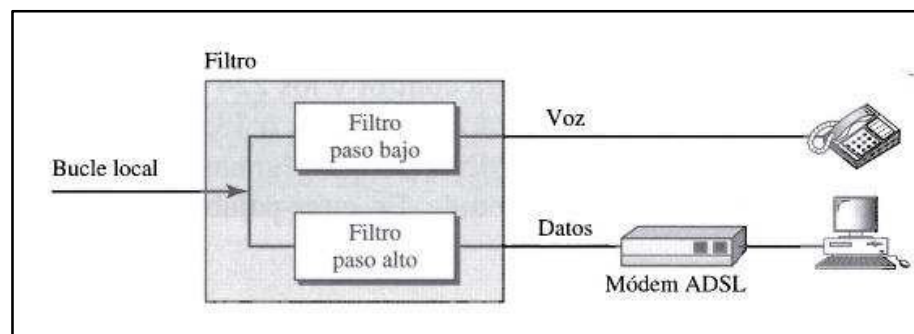 Filtro
Filtro
paso bajo
Voz
Bucle local
Filtro
paso alto
Datos
Módem ADSL